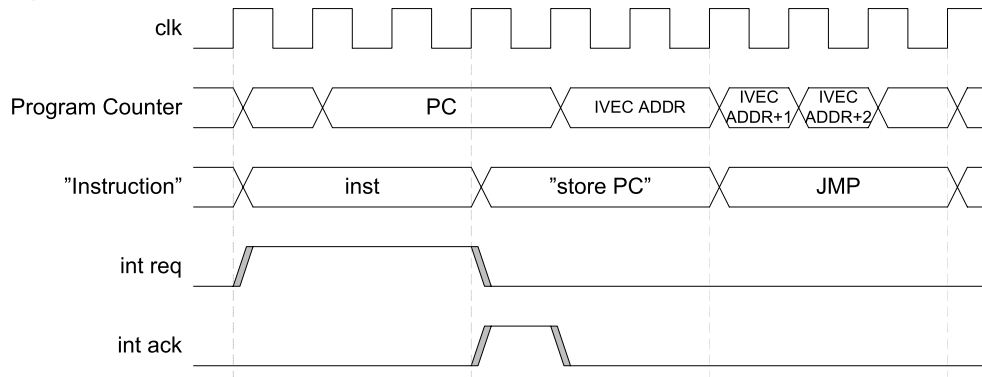 clk
Program Counter
PC
IVEC ADDR
IVEC
ADDR+1
IVEC
ADDR+2
”Instruction”
inst
”store PC”
JMP
int req
int ack